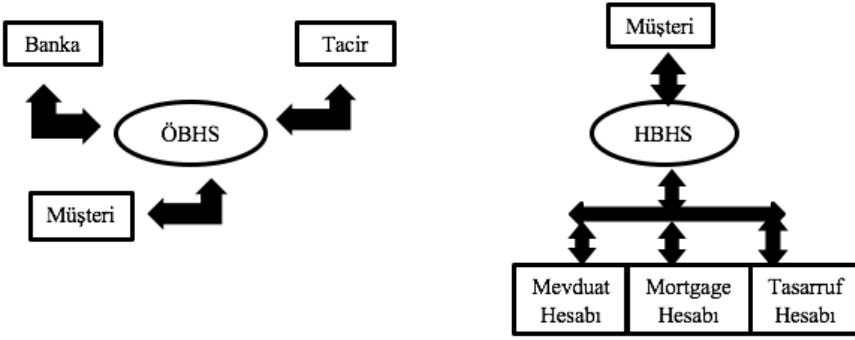 Banka
Tacir
ÖBHS
Müşteri
Müşteri
HBHS
Mevduat
Hesabı
Mortgage
Hesabı
Tasarruf
Hesabı